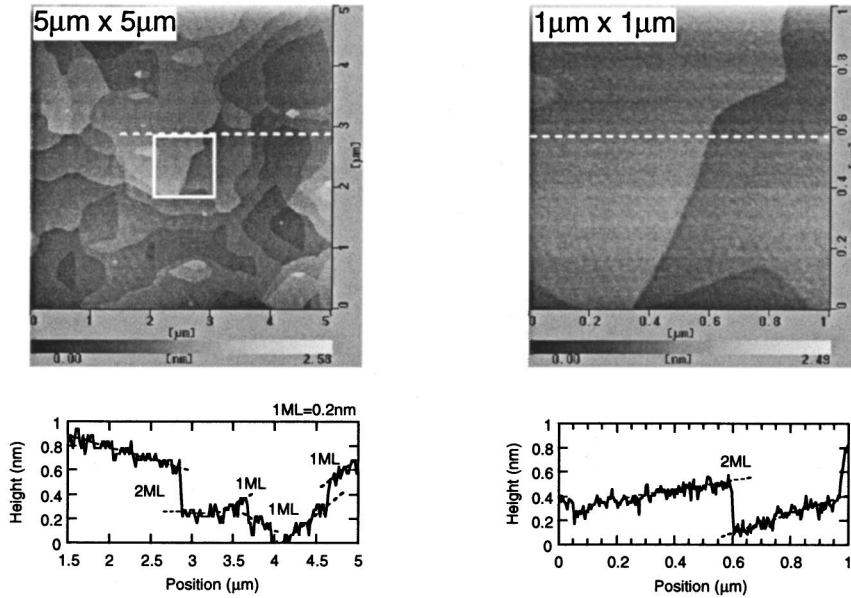 5µm x 5µm
5
4
3
2
1
0
[µm]
0 1 2 3 4 5
[µm]
0.00 [nm] 2.58
1µm x 1µm
1
0.8
0.6
0.4
0.2
0
[µm]
0 0.2 0.4 0.6 0.8 1
[µm]
0.00 [nm] 2.49
1ML=0.2nm
Height (nm)
1
0.8
0.6
0.4
0.2
0
2ML
1ML
1ML
1ML
1.5 2 2.5 3 3.5 4 4.5 5
Position (µm)
Height (nm)
1
0.8
0.6
0.4
0.2
0
2ML
0 0.2 0.4 0.6 0.8 1
Position (µm)